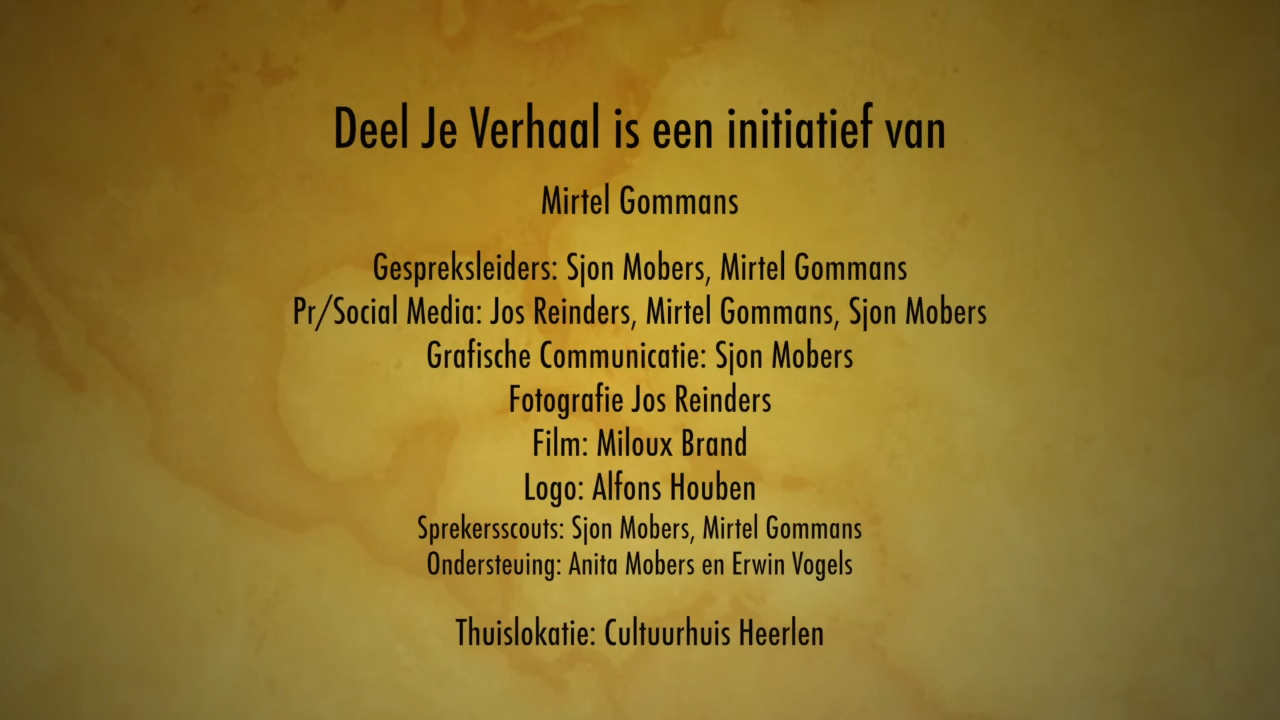 Deel Je Verhaal is een initiatief van
Mirtel Gommans
Gespreksleiders: Sjon Mobers, Mirtel Gommans
Pr/Social Media: Jos Reinders, Mirtel Gommans, Sjon Mobers
Grafische Communicatie: Sjon Mobers
Fotografie Jos Reinders
Film: Miloux Brand
Logo: Alfons Houben
Sprekersscouts: Sjon Mobers, Mirtel Gommans
Ondersteuing: Anita Mobers en Erwin Vogels
Thuislokatie: Cultuurhuis Heerlen